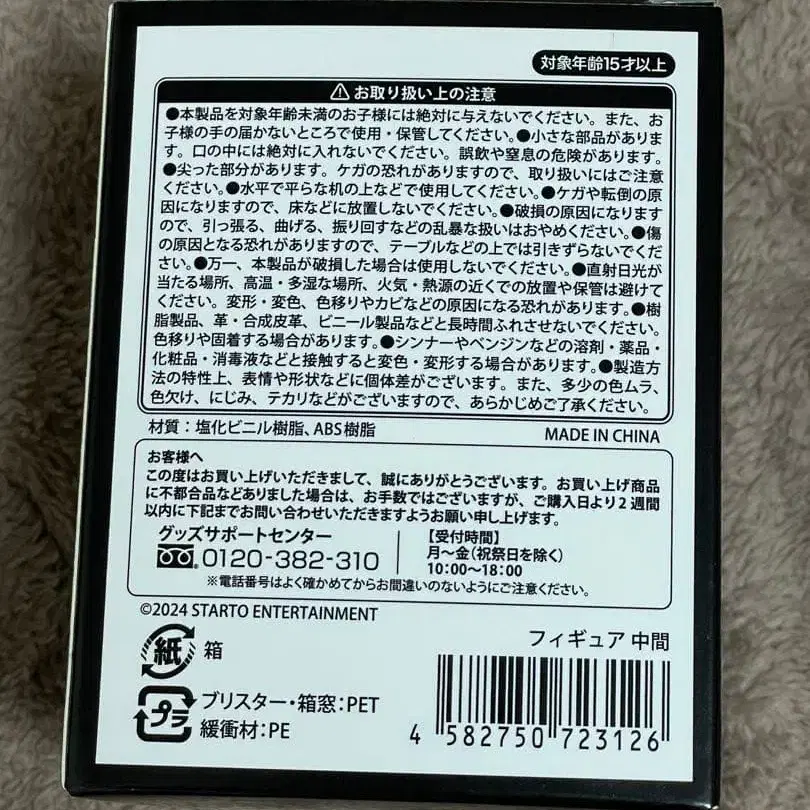 対象年齢15才以上
⚠お取り扱い上の注意
●本製品を対象年齢未満のお子様には絶対に与えないでください。また、お
子様の手の届かないところで使用・保管してください。●小さな部品がありま
す。口の中には絶対に入れないでください。誤飲や窒息の危険があります。
●尖った部分があります。ケガの恐れがありますので、取り扱いにはご注意
ください。●水平で平らな机の上などで使用してください。●ケガや転倒の原
因になりますので、床などに放置しないでください。●破損の原因になります
ので、引っ張る、曲げる、振り回すなどの乱暴な扱いはおやめください。●傷
の原因となる恐れがありますので、テーブルなどの上では引きずらないでくだ
さい。●万一、本製品が破損した場合は使用しないでください。●直射日光が
当たる場所、高温・多湿な場所、火気・熱源の近くでの放置や保管は避けて
ください。変形・変色、色移りやカビなどの原因になる恐れがあります。●樹
脂製品、革・合成皮革、ビニール製品などと長時間ふれさせないでください。
色移りや固着する場合があります。●シンナーやベンジンなどの溶剤・薬品・
化粧品・消毒液などと接触すると変色・変形する場合があります。●製造方
法の特性上、表情や形状などに個体差がございます。また、多少の色ムラ、
色欠け、にじみ、テカリなどがございますので、あらかじめご了承ください。
材質：塩化ビニル樹脂、ABS樹脂
MADE IN CHINA
お客様へ
この度はお買い上げいただきまして、誠にありがとうございます。お買い上げ商品
に不都合品などありました場合は、お手数ではございますが、ご購入日より2週間
以内に下記までお問い合わせいただきますようお願い申し上げます。
グッズサポートセンター
0120-382-310
【受付時間】
月〜金(祝祭日を除く)
10:00〜18:00
※電話番号はよく確かめてからお間違いのないようにご注意ください。
©2024 STARTO ENTERTAINMENT
紙 箱
プラ ブリスター・箱窓：PET
緩衝材：PE
フィギュア 中間
4 582750 723126